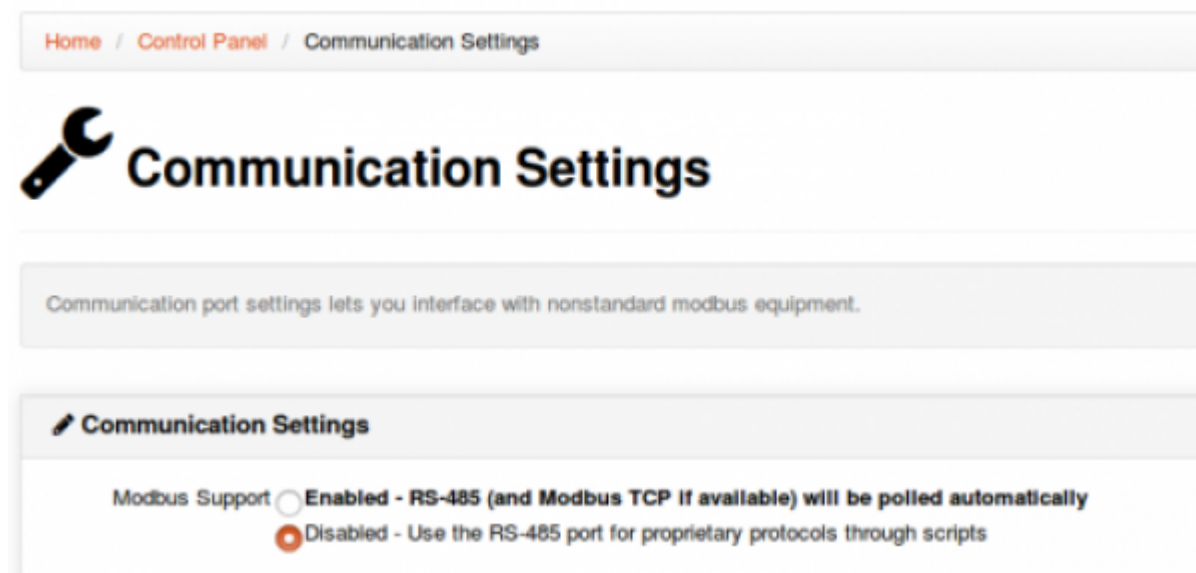 Home / Control Panel / Communication Settings
Communication Settings
Communication port settings lets you interface with nonstandard modbus equipment.
Communication Settings
Modbus Support Enabled - RS-485 (and Modbus TCP if available) will be polled automatically
Disabled - Use the RS-485 port for proprietary protocols through scripts